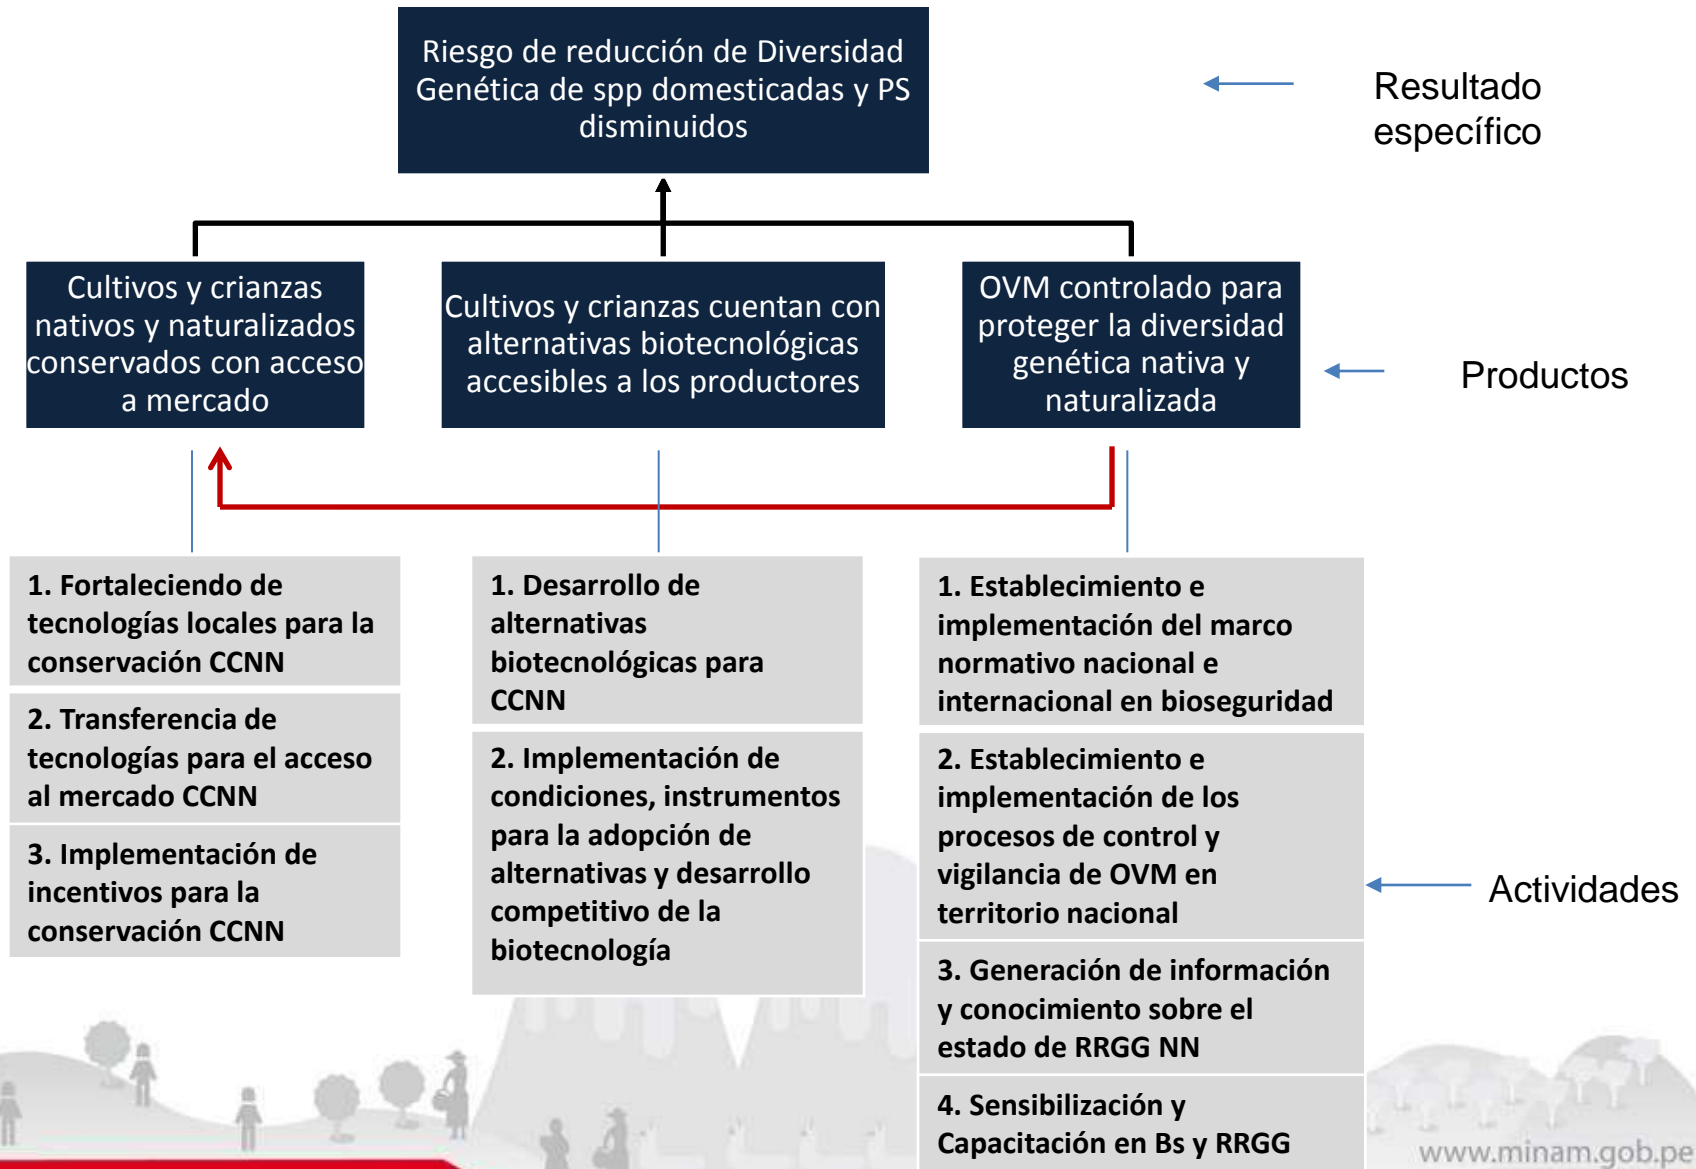 Riesgo de reducción de Diversidad
Genética de spp domesticadas y PS
disminuidos
Resultado
específico
Cultivos y crianzas
nativos y naturalizados
conservados con acceso
a mercado
Cultivos y crianzas cuentan con
alternativas biotecnológicas
accesibles a los productores
OVM controlado para
proteger la diversidad
genética nativa y
naturalizada
Productos
1. Fortaleciendo de
tecnologías locales para la
conservación CCNN
2. Transferencia de
tecnologías para el acceso
al mercado CCNN
3. Implementación de
incentivos para la
conservación CCNN
1. Desarrollo de
alternativas
biotecnológicas para
CCNN
2. Implementación de
condiciones, instrumentos
para la adopción de
alternativas y desarrollo
competitivo de la
biotecnología
1. Establecimiento e
implementación del marco
normativo nacional e
internacional en bioseguridad
2. Establecimiento e
implementación de los
procesos de control y
vigilancia de OVM en
territorio nacional
3. Generación de información
y conocimiento sobre el
estado de RRGG NN
4. Sensibilización y
Capacitación en Bs y RRGG
Actividades
www.minam.gob.pe